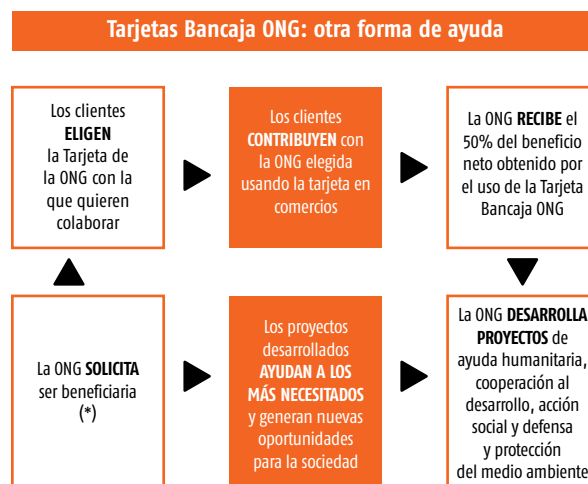 Tarjetas Bancaja ONG: otra forma de ayuda
Los clientes
ELIGEN
la Tarjeta de
la ONG con la
que quieren
colaborar
Los clientes
CONTRIBUYEN con
la ONG elegida
usando la tarjeta en
comercios
La ONG RECIBE el
50% del beneficio
neto obtenido por
el uso de la Tarjeta
Bancaja ONG
La ONG SOLICITA
ser beneficiaria
(*)
Los proyectos
desarrollados
AYUDAN A LOS
MÁS NECESITADOS
y generan nuevas
oportunidades
para la sociedad
La ONG DESARROLLA
PROYECTOS de
ayuda humanitaria,
cooperación al
desarrollo, acción
social y defensa
y protección
del medio ambiente